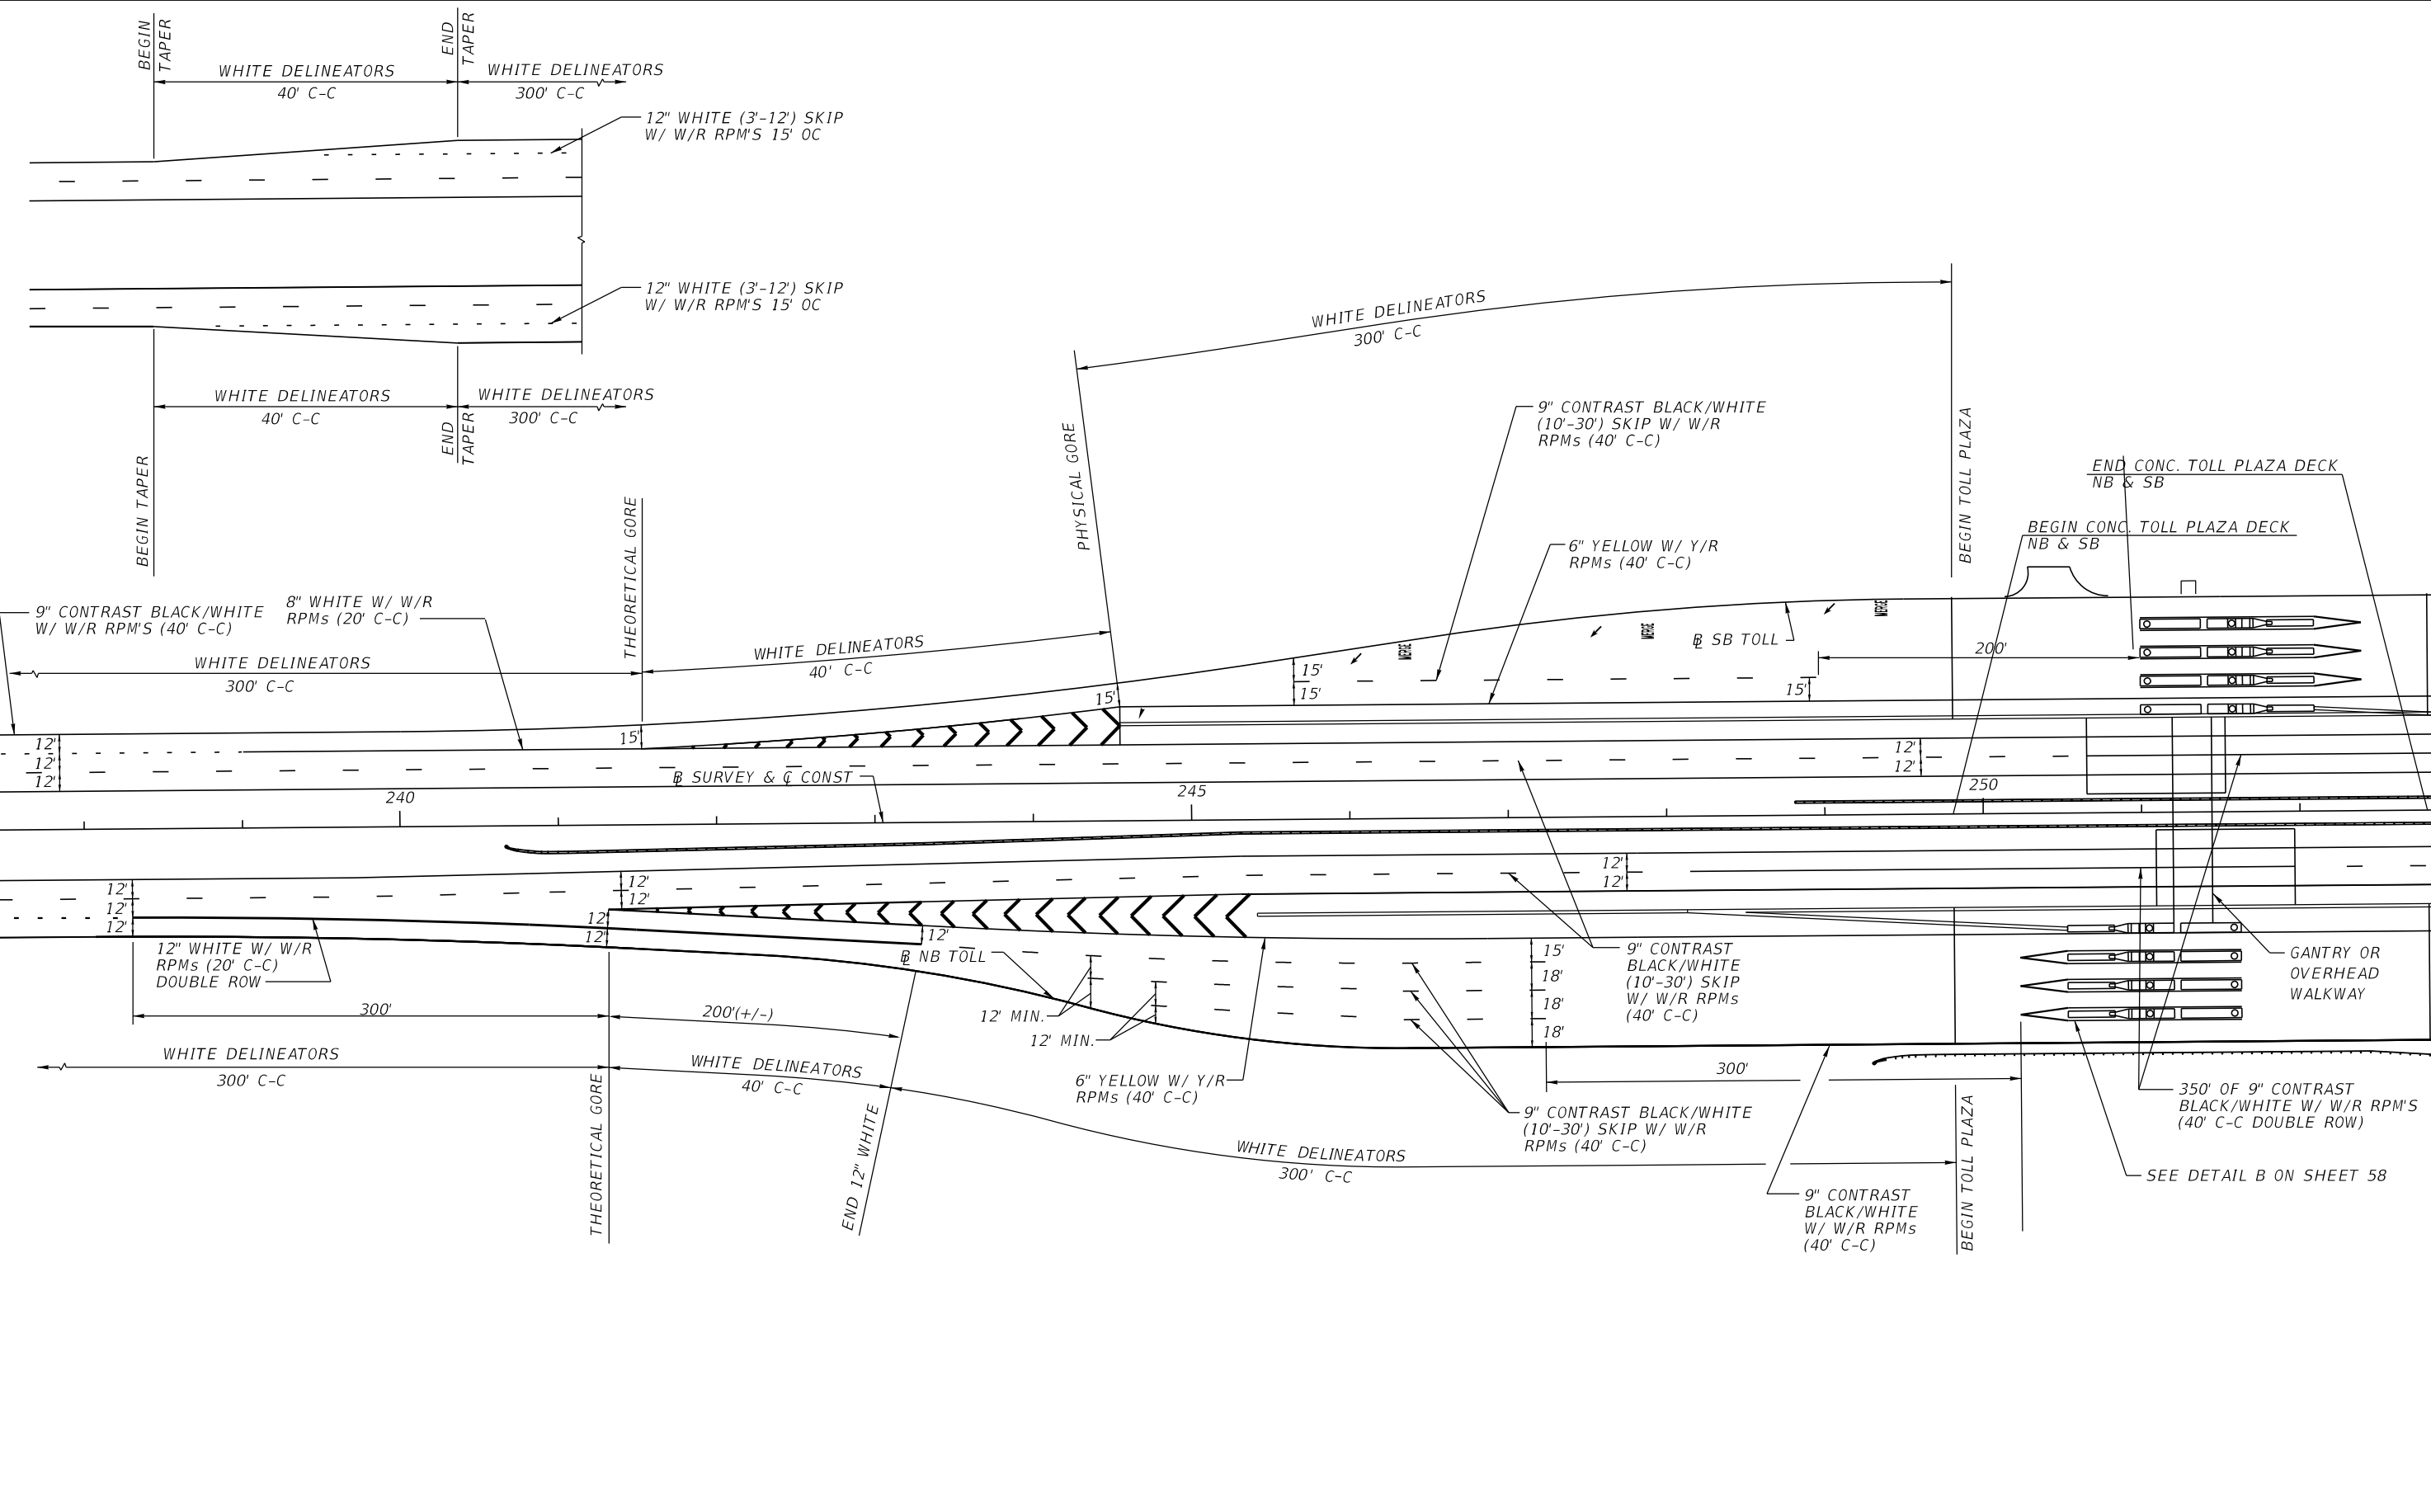 BEGIN
TAPER
END
TAPER
WHITE DELINEATORS
40' C-C
WHITE DELINEATORS
300' C-C
12" WHITE (3'-12') SKIP
W/ W/R RPM'S 15' OC
12" WHITE (3'-12') SKIP
W/ W/R RPM'S 15' OC
WHITE DELINEATORS
40' C-C
WHITE DELINEATORS
300' C-C
BEGIN TAPER
END
TAPER
WHITE DELINEATORS
300' C-C
PHYSICAL GORE
9" CONTRAST BLACK/WHITE
(10'-30') SKIP W/ W/R
RPMs (40' C-C)
BEGIN TOLL PLAZA
END CONC. TOLL PLAZA DECK
NB & SB
BEGIN CONC. TOLL PLAZA DECK
NB & SB
6" YELLOW W/ Y/R
RPMs (40' C-C)
THEORETICAL GORE
9" CONTRAST BLACK/WHITE
W/ W/R RPM'S (40' C-C)
8" WHITE W/ W/R
RPMs (20' C-C)
WHITE DELINEATORS
300' C-C
WHITE DELINEATORS
40' C-C
MERGE
MERGE
MERGE
BL SB TOLL
200'
15'
15'
15'
15'
15'
12'
12'
12'
12'
12'
BL SURVEY & CL CONST
240
245
250
12'
12'
12'
12'
12'
12'
12'
12'
12'
12'
15'
18'
18'
18'
12" WHITE W/ W/R
RPMs (20' C-C)
DOUBLE ROW
BL NB TOLL
12' MIN.
12' MIN.
9" CONTRAST
BLACK/WHITE
(10'-30') SKIP
W/ W/R RPMs
(40' C-C)
GANTRY OR
OVERHEAD
WALKWAY
300'
200'(+/-)
WHITE DELINEATORS
300' C-C
WHITE DELINEATORS
40' C-C
THEORETICAL GORE
END 12" WHITE
6" YELLOW W/ Y/R
RPMs (40' C-C)
300'
9" CONTRAST BLACK/WHITE
(10'-30') SKIP W/ W/R
RPMs (40' C-C)
WHITE DELINEATORS
300' C-C
350' OF 9" CONTRAST
BLACK/WHITE W/ W/R RPM'S
(40' C-C DOUBLE ROW)
SEE DETAIL B ON SHEET 58
9" CONTRAST
BLACK/WHITE
W/ W/R RPMs
(40' C-C)
BEGIN TOLL PLAZA